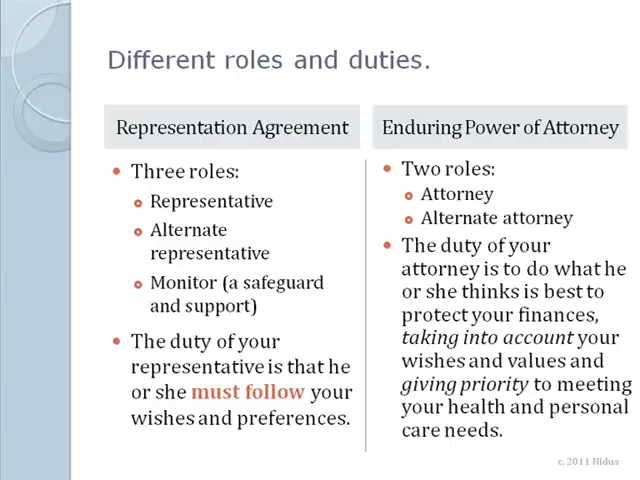 Different roles and duties.
Representation Agreement
Three roles:
Representative
Alternate
representative
Monitor (a safeguard
and support)
The duty of your
representative is that he
or she must follow your
wishes and preferences.
Enduring Power of Attorney
Two roles:
Attorney
Alternate attorney
The duty of your
attorney is to do what he
or she thinks is best to
protect your finances,
taking into account your
wishes and values and
giving priority to meeting
your health and personal
care needs.
c. 2011 Nidus